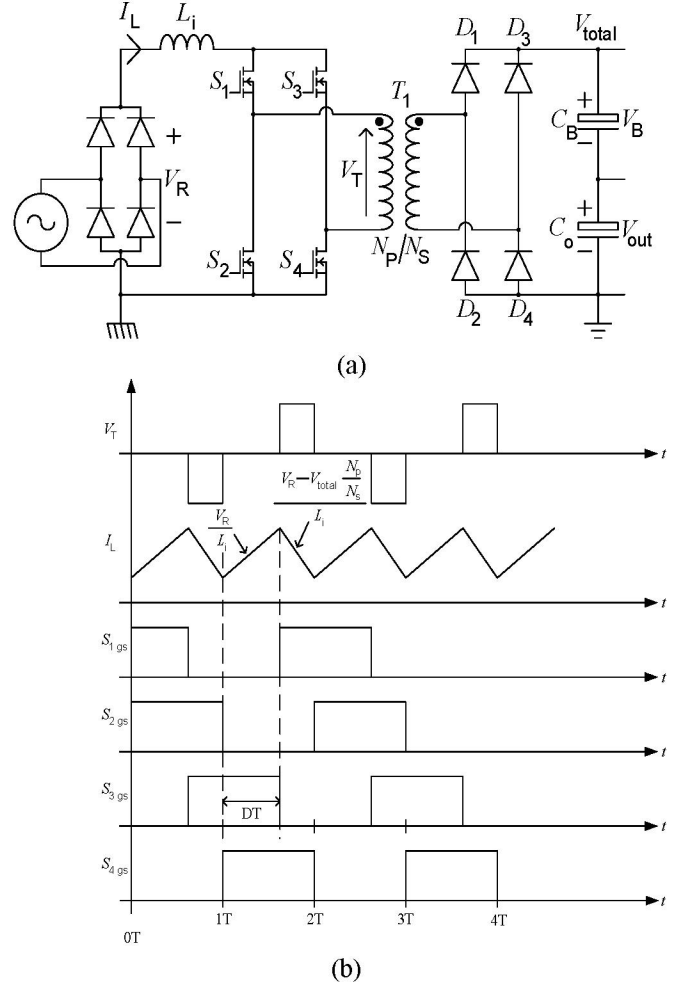 I_L L_i D_1 D_3 V_total
S_1 S_3 T_1
+ V_R − V_T C_B + − V_B
N_P/N_S
S_2 S_4 C_o + − V_out
D_2 D_4
(a)
V_T t
V_R − V_total N_p/N_s
L_i
V_R
L_i
I_L
t
S_1 gs t
S_2 gs t
S_3 gs t
DT
S_4 gs t
0T 1T 2T 3T 4T
(b)